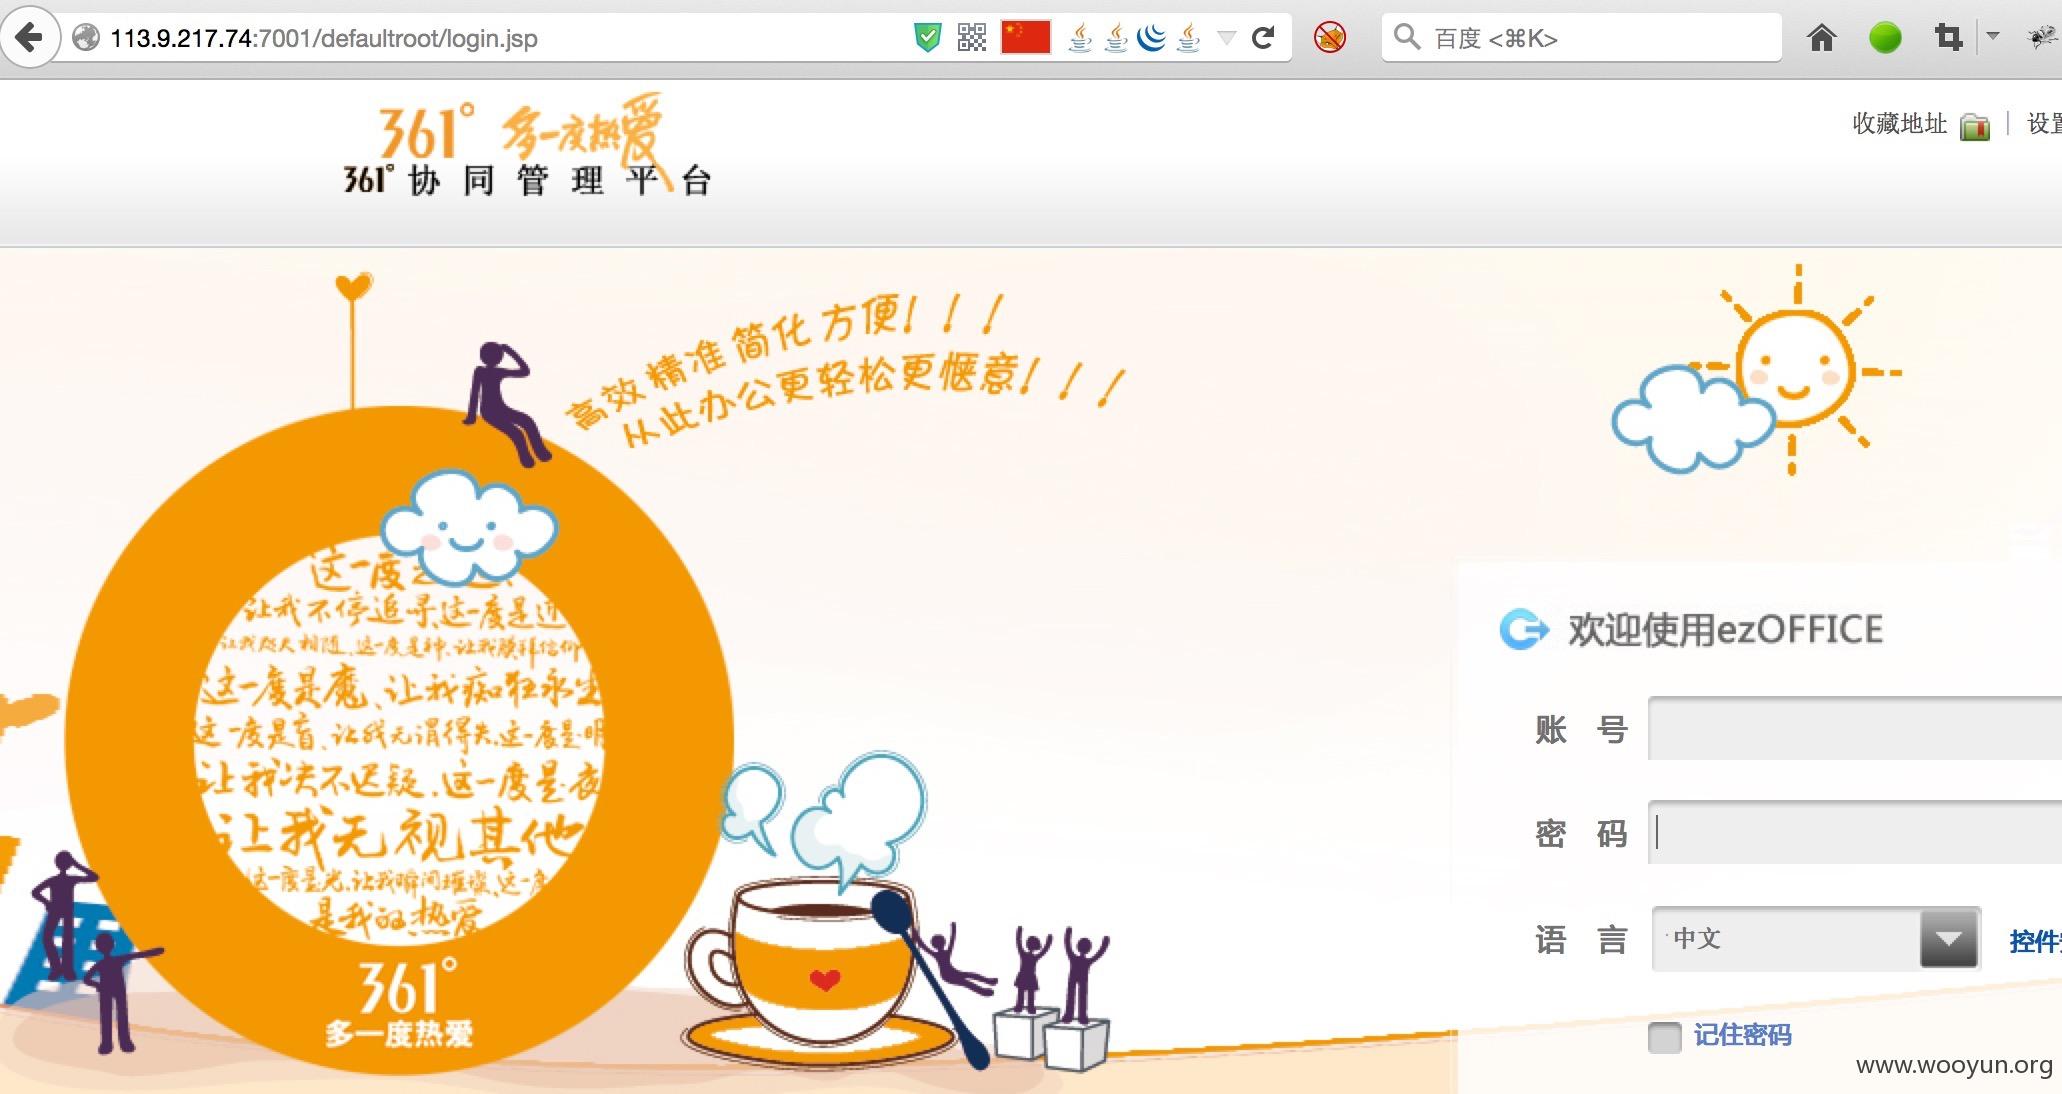 113.9.217.74:7001/defaultroot/login.jsp
百度 <⌘K>
361° 多一度热爱
361° 协同管理平台
收藏地址
设置
高效 精准 简化 方便！！！
从此办公更轻松更惬意！！！
这一度
让我不停追寻、这一度是
让我怒天相随、这一度是神、让我膜拜信仰
这一度是魔、让我痴狂永生
这一度是盲、让我无谓得失、这一度是明
让我决不迟疑、这一度是夜
让我无视其他
这一度是光、让我瞬间璀璨、这一度
是我的热爱
361°
多一度热爱
欢迎使用ezOFFICE
账 号
密 码
语 言
中文
控件
记住密码
www.wooyun.org